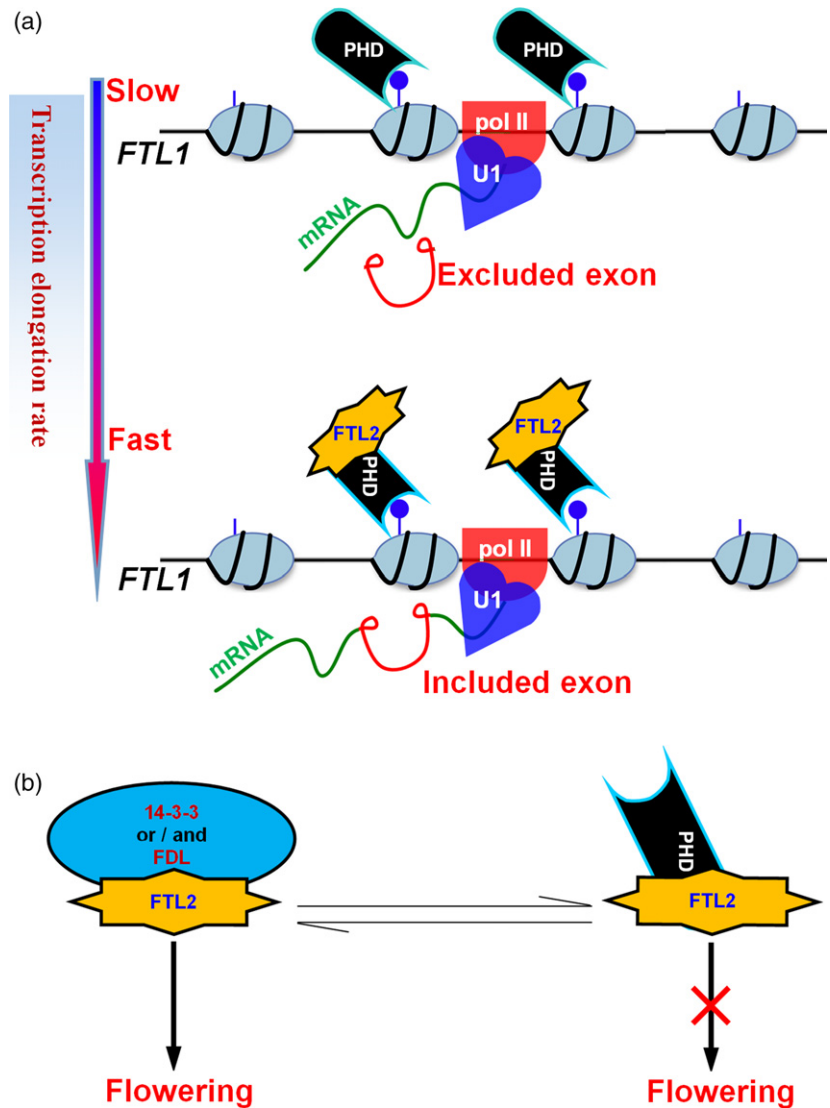 (a)
PHD
PHD
Slow
pol II
FTL1
U1
mRNA
Excluded exon
Transcription elongation rate
FTL2
FTL2
PHD
PHD
Fast
pol II
FTL1
U1
mRNA
Included exon
(b)
14-3-3
or / and
FDL
FTL2
PHD
FTL2
Flowering
Flowering